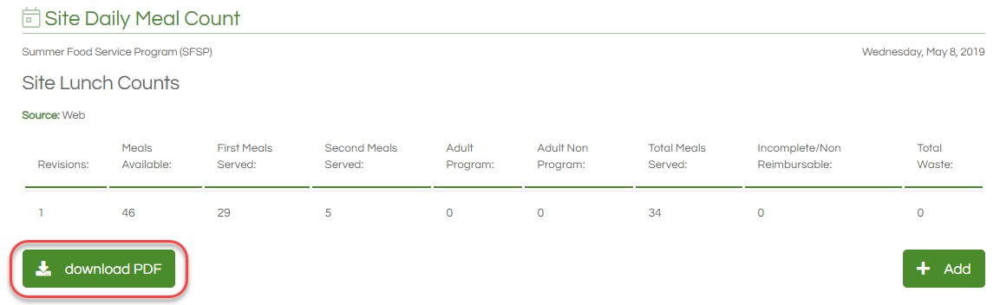 Site Daily Meal Count
Summer Food Service Program (SFSP) Wednesday, May 8, 2019
Site Lunch Counts
Source: Web
Meals First Meals Second Meals Adult Adult Non Total Meals Incomplete/Non Total
Revisions: Available: Served: Served: Program: Program: Served: Reimbursable: Waste:
1 46 29 5 0 0 34 0 0
download PDF Add